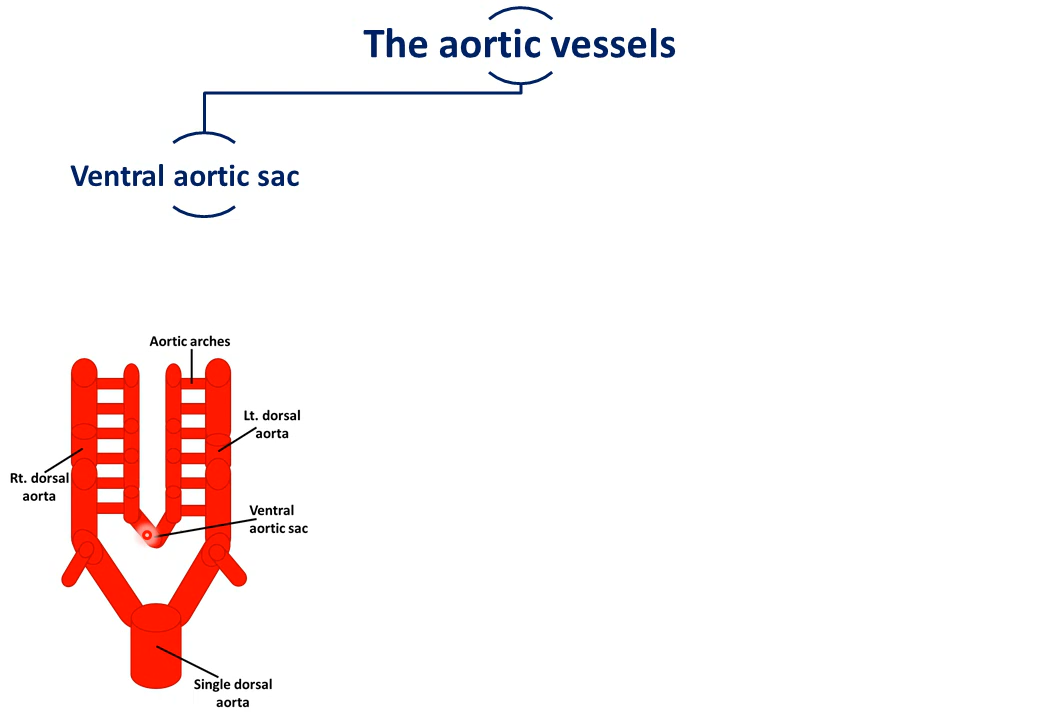 The aortic vessels
Ventral aortic sac
Aortic arches
Lt. dorsal
aorta
Rt. dorsal
aorta
Ventral
aortic sac
Single dorsal
aorta